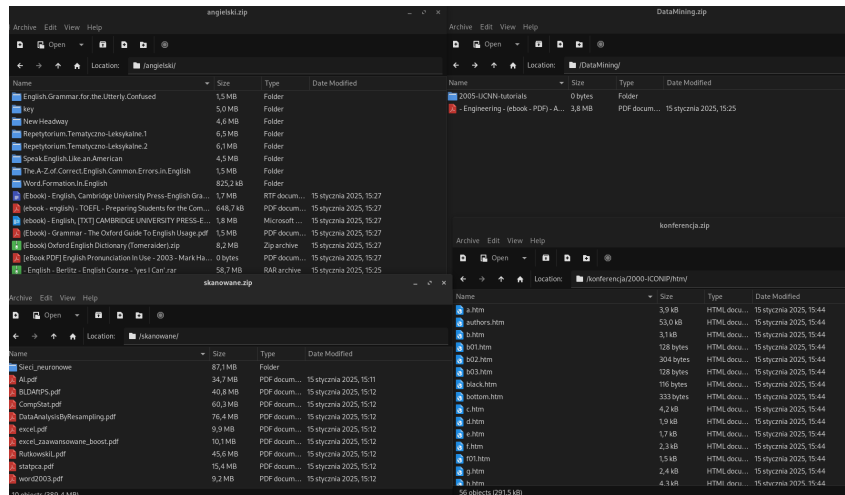 angielski.zip
Archive Edit View Help
Open
Location: /angielski/
Name Size Type Date Modified
English.Grammar.for.the.Utterly.Confused 1,5 MB Folder
key 5,0 MB Folder
New Headway 4,6 MB Folder
Repetytorium.Tematyczno-Leksykalne.1 6,5 MB Folder
Repetytorium.Tematyczno-Leksykalne.2 6,1 MB Folder
Speak.English.Like.an.American 4,5 MB Folder
The.A-Z.of.Correct.English.Common.Errors.in.English 1,5 MB Folder
Word.Formation.In.English 825,2 kB Folder
(Ebook) - English, Cambridge University Press-English Gra... 1,7 MB RTF docum... 15 stycznia 2025, 15:27
(ebook - english) - TOEFL - Preparing Students for the Com... 648,7 kB PDF docum... 15 stycznia 2025, 15:27
(ebook - English, [TXT] CAMBRIDGE UNIVERSITY PRESS-E... 1,8 MB Microsoft ... 15 stycznia 2025, 15:27
(Ebook) - Grammar - The Oxford Guide To English Usage.pdf 1,5 MB PDF docum... 15 stycznia 2025, 15:27
(Ebook) Oxford English Dictionary (Tomeraider).zip 8,2 MB Zip archive 15 stycznia 2025, 15:27
[eBook PDF] English Pronunciation In Use - 2003 - Mark Ha... 0 bytes PDF docum... 15 stycznia 2025, 15:27
- English - Berlitz - English Course - 'yes I Can'.rar 58,7 MB RAR archive 15 stycznia 2025, 15:25
DataMining.zip
Archive Edit View Help
Open
Location: /DataMining/
Name Size Type Date Modified
2005-IJCNN-tutorials 0 bytes Folder
- Engineering - (ebook - PDF) - A... 3,8 MB PDF docum... 15 stycznia 2025, 15:25
skanowane.zip
Archive Edit View Help
Open
Location: /skanowane/
Name Size Type Date Modified
Sieci_neuronowe 87,1 MB Folder
AI.pdf 34,7 MB PDF docum... 15 stycznia 2025, 15:11
BLDAftPS.pdf 40,8 MB PDF docum... 15 stycznia 2025, 15:12
CompStat.pdf 60,3 MB PDF docum... 15 stycznia 2025, 15:12
DataAnalysisByResampling.pdf 76,4 MB PDF docum... 15 stycznia 2025, 15:12
excel.pdf 9,9 MB PDF docum... 15 stycznia 2025, 15:12
excel_zaawansowane_boost.pdf 10,1 MB PDF docum... 15 stycznia 2025, 15:12
RutkowskiL.pdf 45,6 MB PDF docum... 15 stycznia 2025, 15:12
statpca.pdf 15,4 MB PDF docum... 15 stycznia 2025, 15:12
word2003.pdf 9,2 MB PDF docum... 15 stycznia 2025, 15:12
10 objects (389,4 MB)
konferencja.zip
Archive Edit View Help
Open
Location: /konferencja/2000-ICONIP/htm/
Name Size Type Date Modified
a.htm 3,9 kB HTML docu... 15 stycznia 2025, 15:44
authors.htm 53,0 kB HTML docu... 15 stycznia 2025, 15:44
b.htm 3,1 kB HTML docu... 15 stycznia 2025, 15:44
b01.htm 128 bytes HTML docu... 15 stycznia 2025, 15:44
b02.htm 304 bytes HTML docu... 15 stycznia 2025, 15:44
b03.htm 128 bytes HTML docu... 15 stycznia 2025, 15:44
black.htm 116 bytes HTML docu... 15 stycznia 2025, 15:44
bottom.htm 333 bytes HTML docu... 15 stycznia 2025, 15:44
c.htm 4,2 kB HTML docu... 15 stycznia 2025, 15:44
d.htm 1,9 kB HTML docu... 15 stycznia 2025, 15:44
e.htm 1,7 kB HTML docu... 15 stycznia 2025, 15:44
f.htm 2,3 kB HTML docu... 15 stycznia 2025, 15:44
f01.htm 1,5 kB HTML docu... 15 stycznia 2025, 15:44
g.htm 2,4 kB HTML docu... 15 stycznia 2025, 15:44
h.htm 4,3 kB HTML docu... 15 stycznia 2025, 15:44
56 objects (291,5 kB)